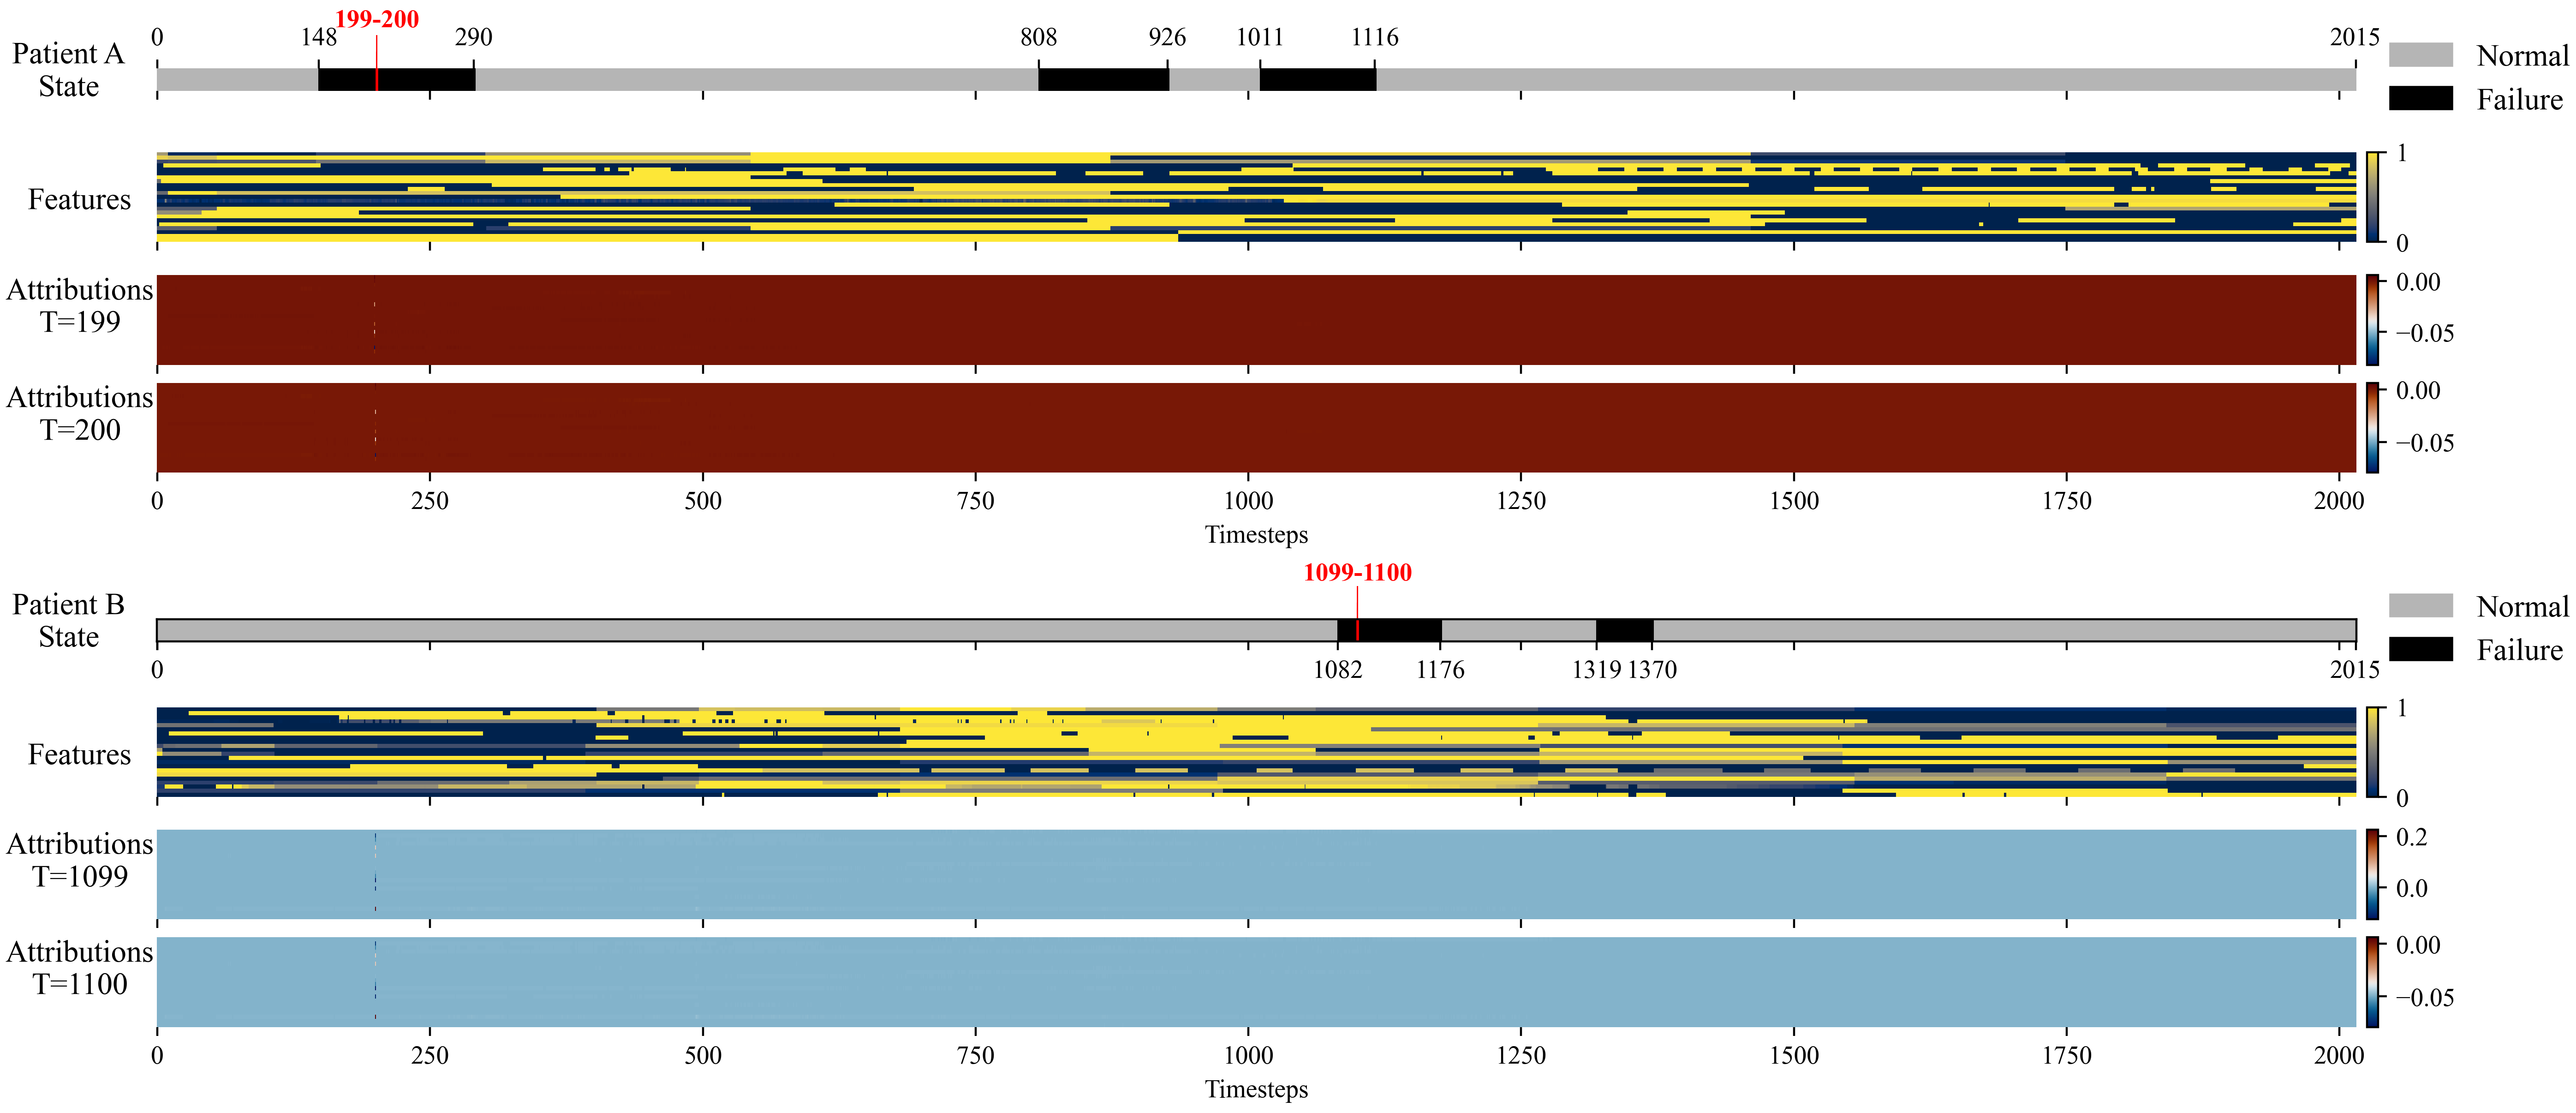 199-200
0 148 290 808 926 1011 1116 2015
Patient A
State
Normal
Failure
Features
1
0
Attributions
T=199
0.00
−0.05
Attributions
T=200
0.00
−0.05
0 250 500 750 1000 1250 1500 1750 2000
Timesteps
1099-1100
Patient B
State
Normal
Failure
0 1082 1176 1319 1370 2015
Features
1
0
Attributions
T=1099
0.2
0.0
Attributions
T=1100
0.00
−0.05
0 250 500 750 1000 1250 1500 1750 2000
Timesteps